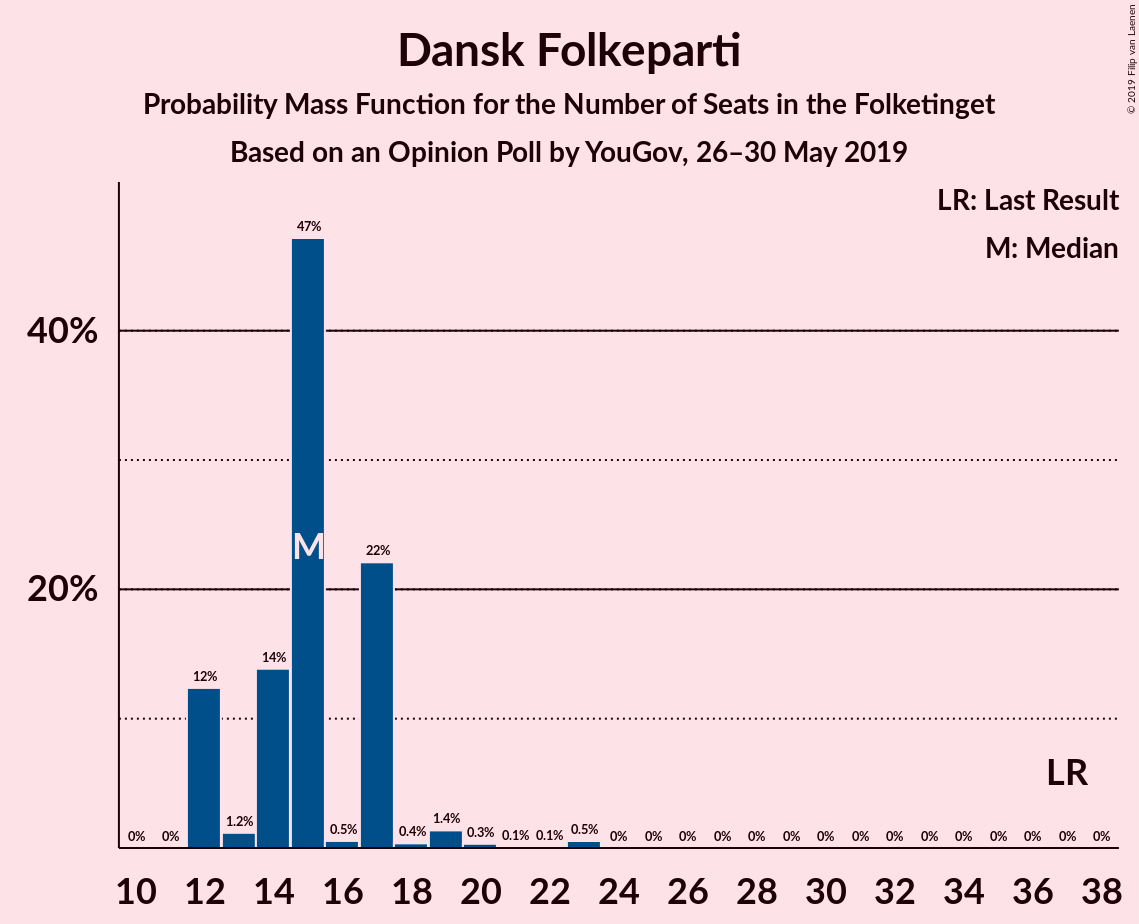 © 2019 Filip van Laenen
Dansk Folkeparti
Probability Mass Function for the Number of Seats in the Folketinget
Based on an Opinion Poll by YouGov, 26–30 May 2019
LR: Last Result
M: Median
47%
40%
M
22%
20%
14%
12%
1.2%
0.5%
0.4%
1.4%
0.3%
0.1%
0.1%
0.5%
LR
0% 0% 0% 0% 0% 0% 0% 0% 0% 0% 0% 0% 0% 0% 0% 0% 0%
10 12 14 16 18 20 22 24 26 28 30 32 34 36 38